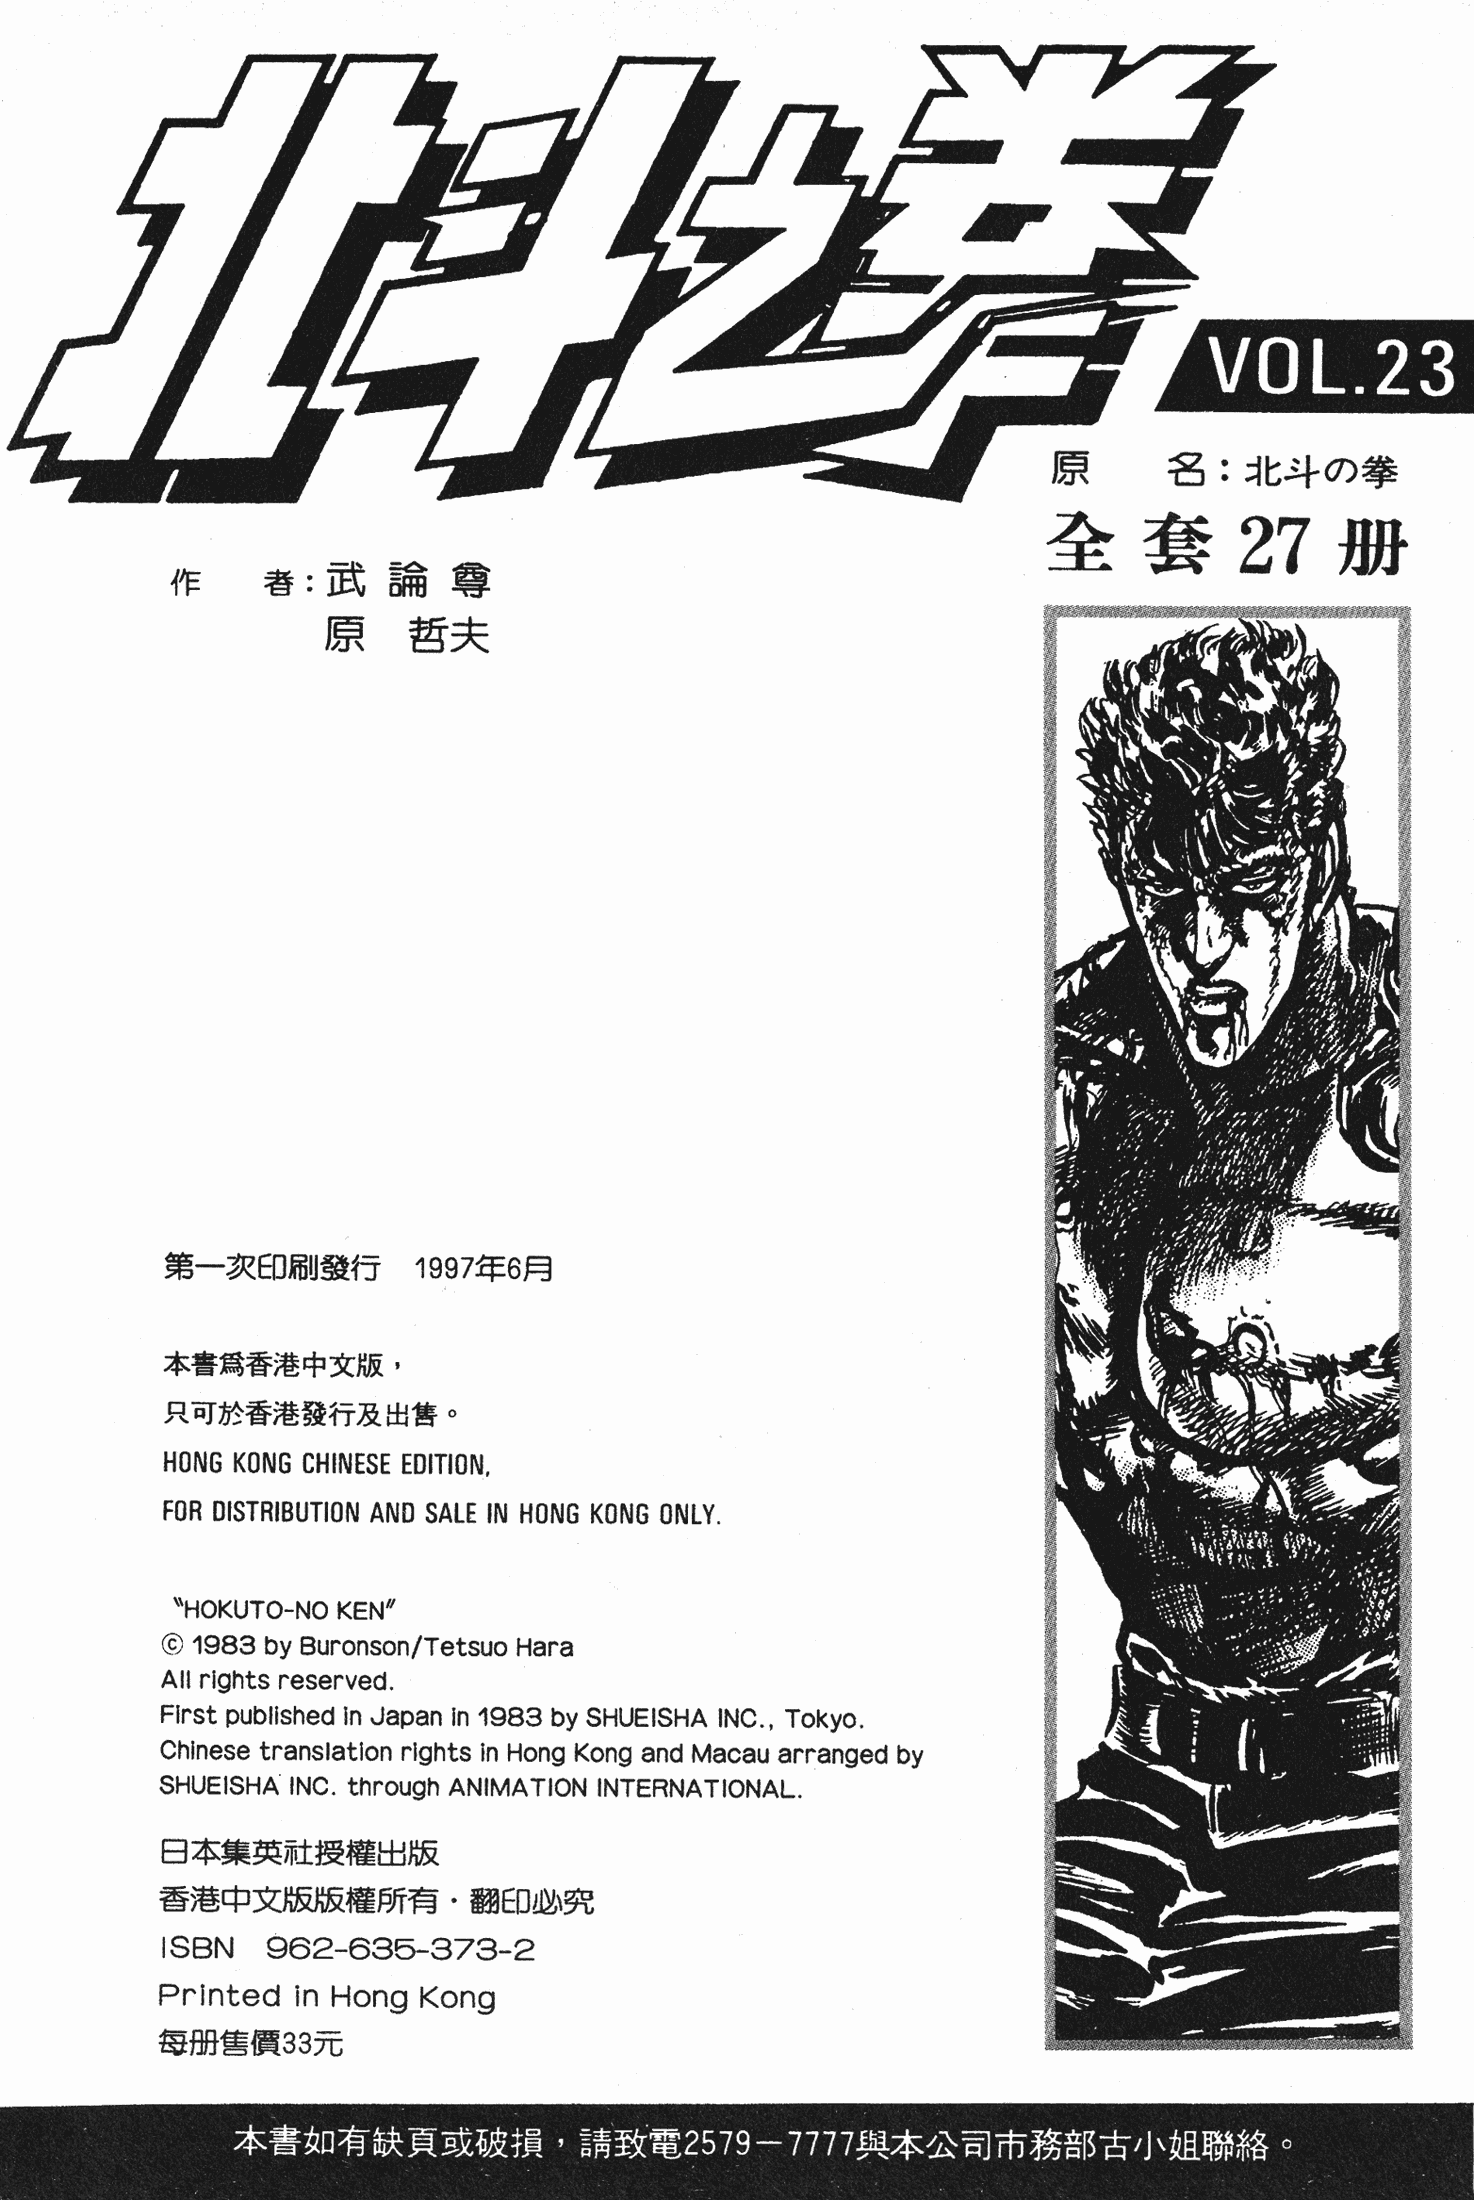 北斗之拳
VOL.23
原　名：北斗の拳
全套27册
作　者：武論尊
原　哲夫
第一次印刷發行　1997年6月
本書爲香港中文版，
只可於香港發行及出售。
HONG KONG CHINESE EDITION,
FOR DISTRIBUTION AND SALE IN HONG KONG ONLY.
〝HOKUTO-NO KEN〞
© 1983 by Buronson/Tetsuo Hara
All rights reserved.
First published in Japan in 1983 by SHUEISHA INC., Tokyo.
Chinese translation rights in Hong Kong and Macau arranged by
SHUEISHA INC. through ANIMATION INTERNATIONAL.
日本集英社授權出版
香港中文版版權所有・翻印必究
ISBN　962-635-373-2
Printed in Hong Kong
每册售價33元
本書如有缺頁或破損，請致電2579－7777與本公司市務部古小姐聯絡。